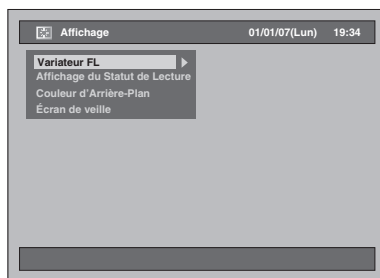 Affichage 01/01/07(Lun) 19:34
Variateur FL
Affichage du Statut de Lecture
Couleur d'Arrière-Plan
Écran de veille